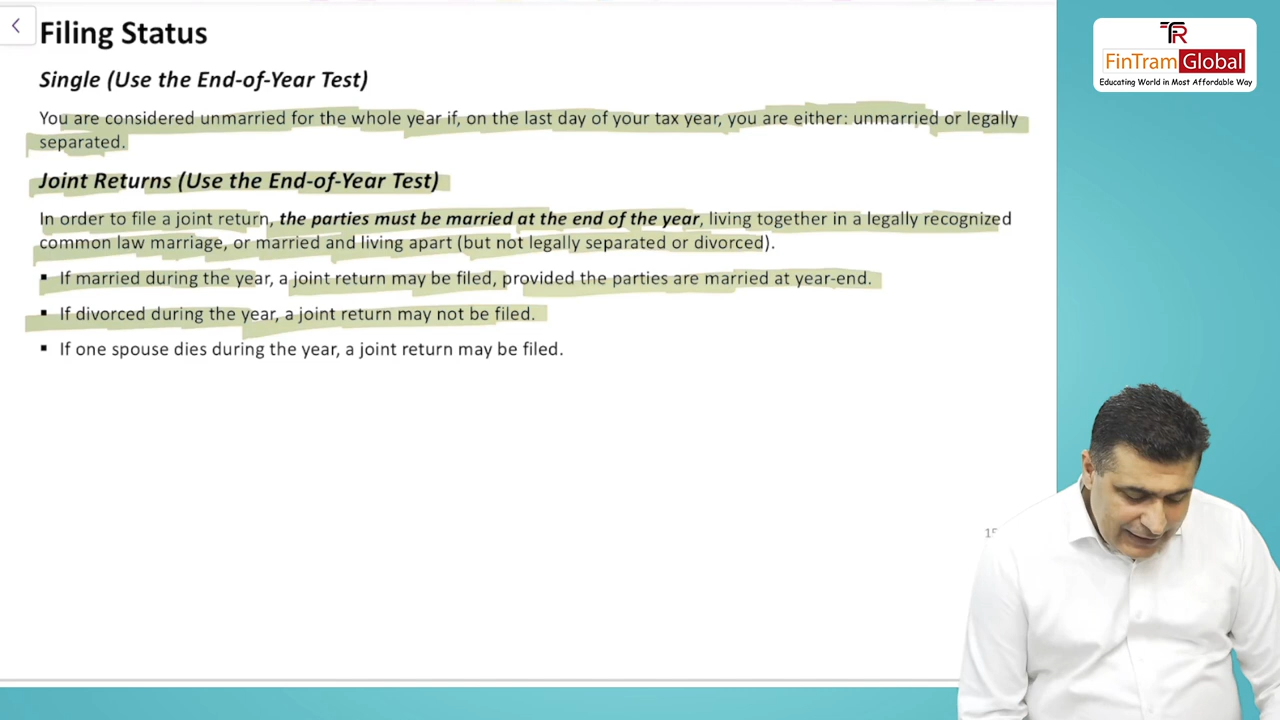 Filing Status
Single (Use the End-of-Year Test)
You are considered unmarried for the whole year if, on the last day of your tax year, you are either: unmarried or legally
separated.
Joint Returns (Use the End-of-Year Test)
In order to file a joint return, the parties must be married at the end of the year, living together in a legally recognized
common law marriage, or married and living apart (but not legally separated or divorced).
▪ If married during the year, a joint return may be filed, provided the parties are married at year-end.
▪ If divorced during the year, a joint return may not be filed.
▪ If one spouse dies during the year, a joint return may be filed.
FinTram Global
Educating World in Most Affordable Way